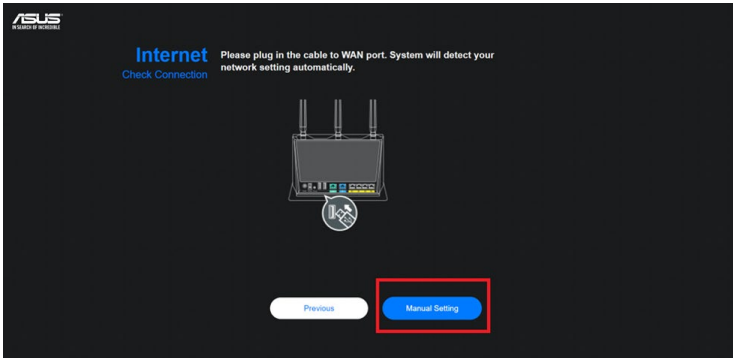 ASUS
IN SEARCH OF INCREDIBLE
Internet
Check Connection
Please plug in the cable to WAN port. System will detect your
network setting automatically.
Previous
Manual Setting